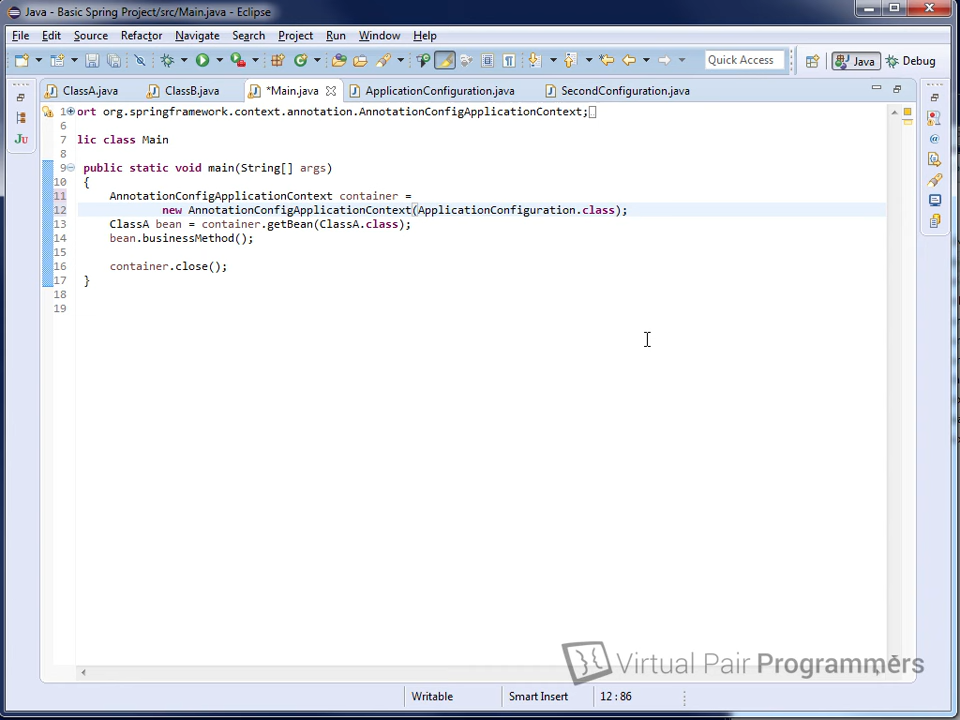 Java - Basic Spring Project/src/Main.java - Eclipse
File Edit Source Refactor Navigate Search Project Run Window Help
Quick Access Java Debug
ClassA.java ClassB.java *Main.java ApplicationConfiguration.java SecondConfiguration.java
1 ort org.springframework.context.annotation.AnnotationConfigApplicationContext;
6
7 lic class Main
8
9 public static void main(String[] args)
10 {
11 AnnotationConfigApplicationContext container =
12 new AnnotationConfigApplicationContext(ApplicationConfiguration.class);
13 ClassA bean = container.getBean(ClassA.class);
14 bean.businessMethod();
15
16 container.close();
17 }
18
19
JU
Virtual Pair Programmers
Writable Smart Insert 12 : 86